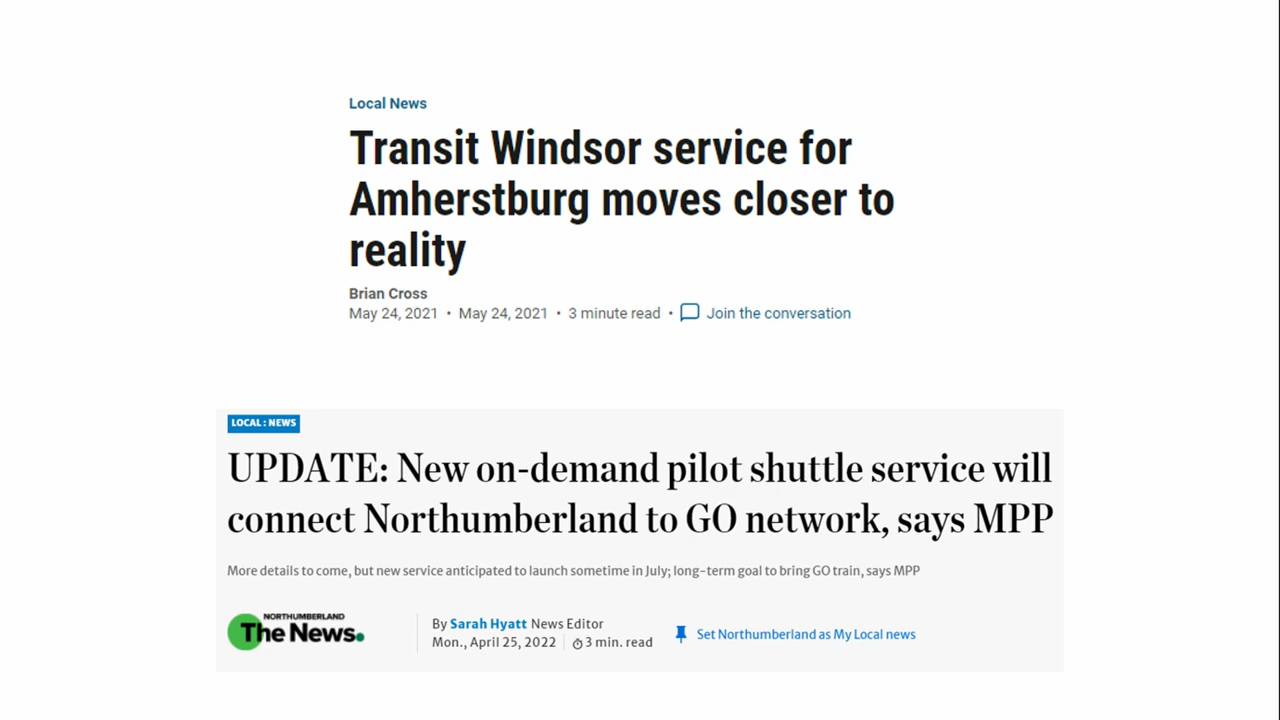 Local News
Transit Windsor service for
Amherstburg moves closer to
reality
Brian Cross
May 24, 2021 • May 24, 2021 • 3 minute read • Join the conversation
LOCAL : NEWS
UPDATE: New on-demand pilot shuttle service will
connect Northumberland to GO network, says MPP
More details to come, but new service anticipated to launch sometime in July; long-term goal to bring GO train, says MPP
NORTHUMBERLAND
The News.
By Sarah Hyatt News Editor
Mon., April 25, 2022 3 min. read
Set Northumberland as My Local news